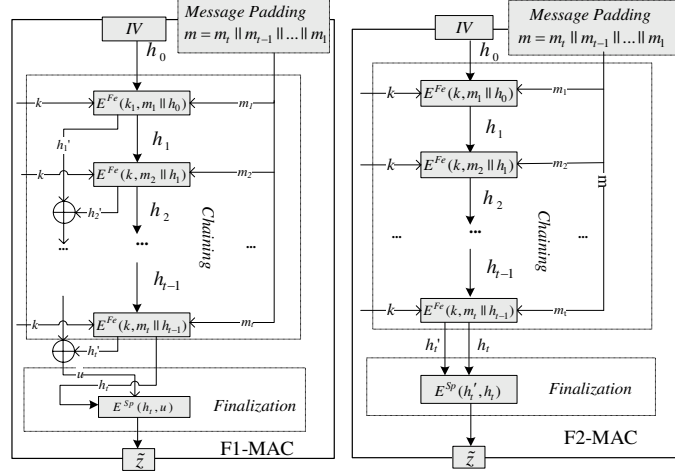 IV
Message Padding
m = m_t || m_{t-1} || ... || m_1
h_0
k
E^{Fe}(k_1, m_1 || h_0)
m_1
h_1'
h_1
k
E^{Fe}(k, m_2 || h_1)
m_2
h_2'
h_2
...
...
...
Chaining
h_{t-1}
k
E^{Fe}(k, m_t || h_{t-1})
m_t
h_t'
u
h_t
E^{Sp}(h_t, u)
Finalization
z̃
F1-MAC
IV
Message Padding
m = m_t || m_{t-1} || ... || m_1
h_0
k
E^{Fe}(k, m_1 || h_0)
m_1
h_1
k
E^{Fe}(k, m_2 || h_1)
m_2
m
h_2
...
...
...
Chaining
h_{t-1}
k
E^{Fe}(k, m_t || h_{t-1})
m_t
h_t'
h_t
E^{Sp}(h_t', h_t)
Finalization
z̃
F2-MAC